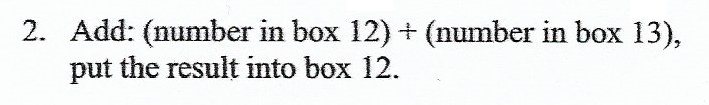 2. Add: (number in box 12) + (number in box 13),
put the result into box 12.